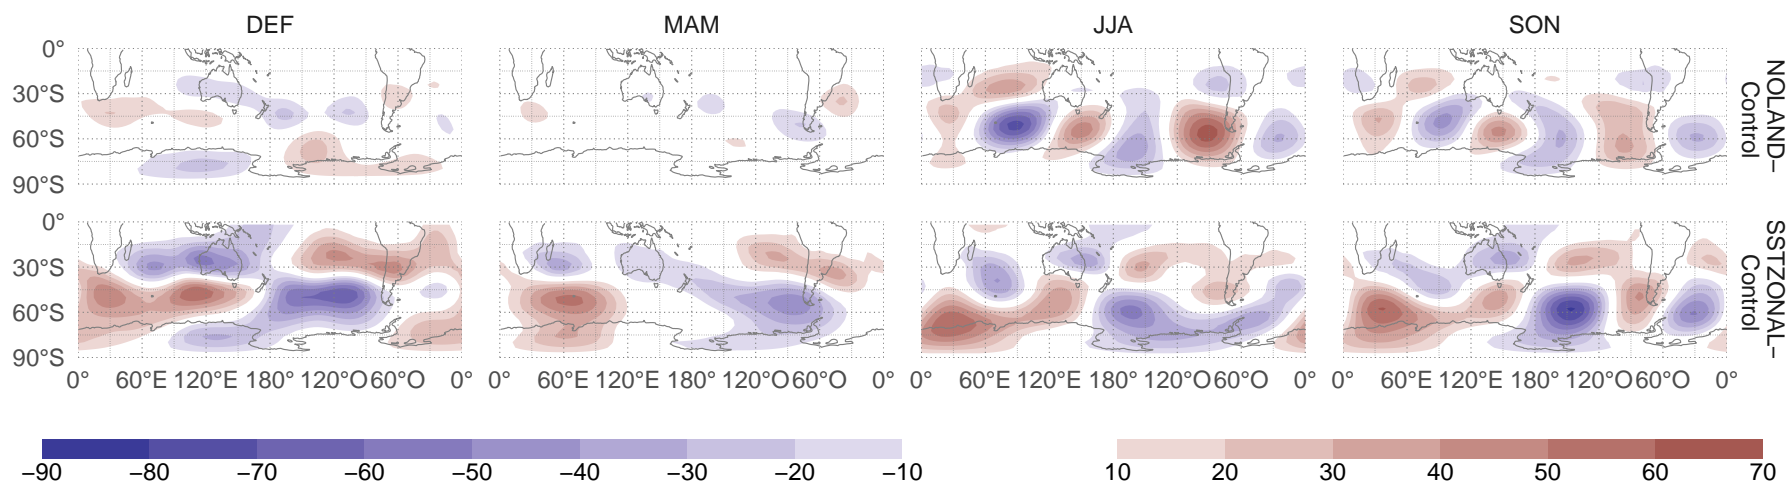 DEF MAM JJA SON
0°
30°S
60°S
90°S
NOLAND−
Control
0°
30°S
60°S
90°S
SSTZONAL−
Control
0° 60°E 120°E 180° 120°O 60°O 0° 60°E 120°E 180° 120°O 60°O 0° 60°E 120°E 180° 120°O 60°O 0° 60°E 120°E 180° 120°O 60°O 0°
−90 −80 −70 −60 −50 −40 −30 −20 −10 10 20 30 40 50 60 70